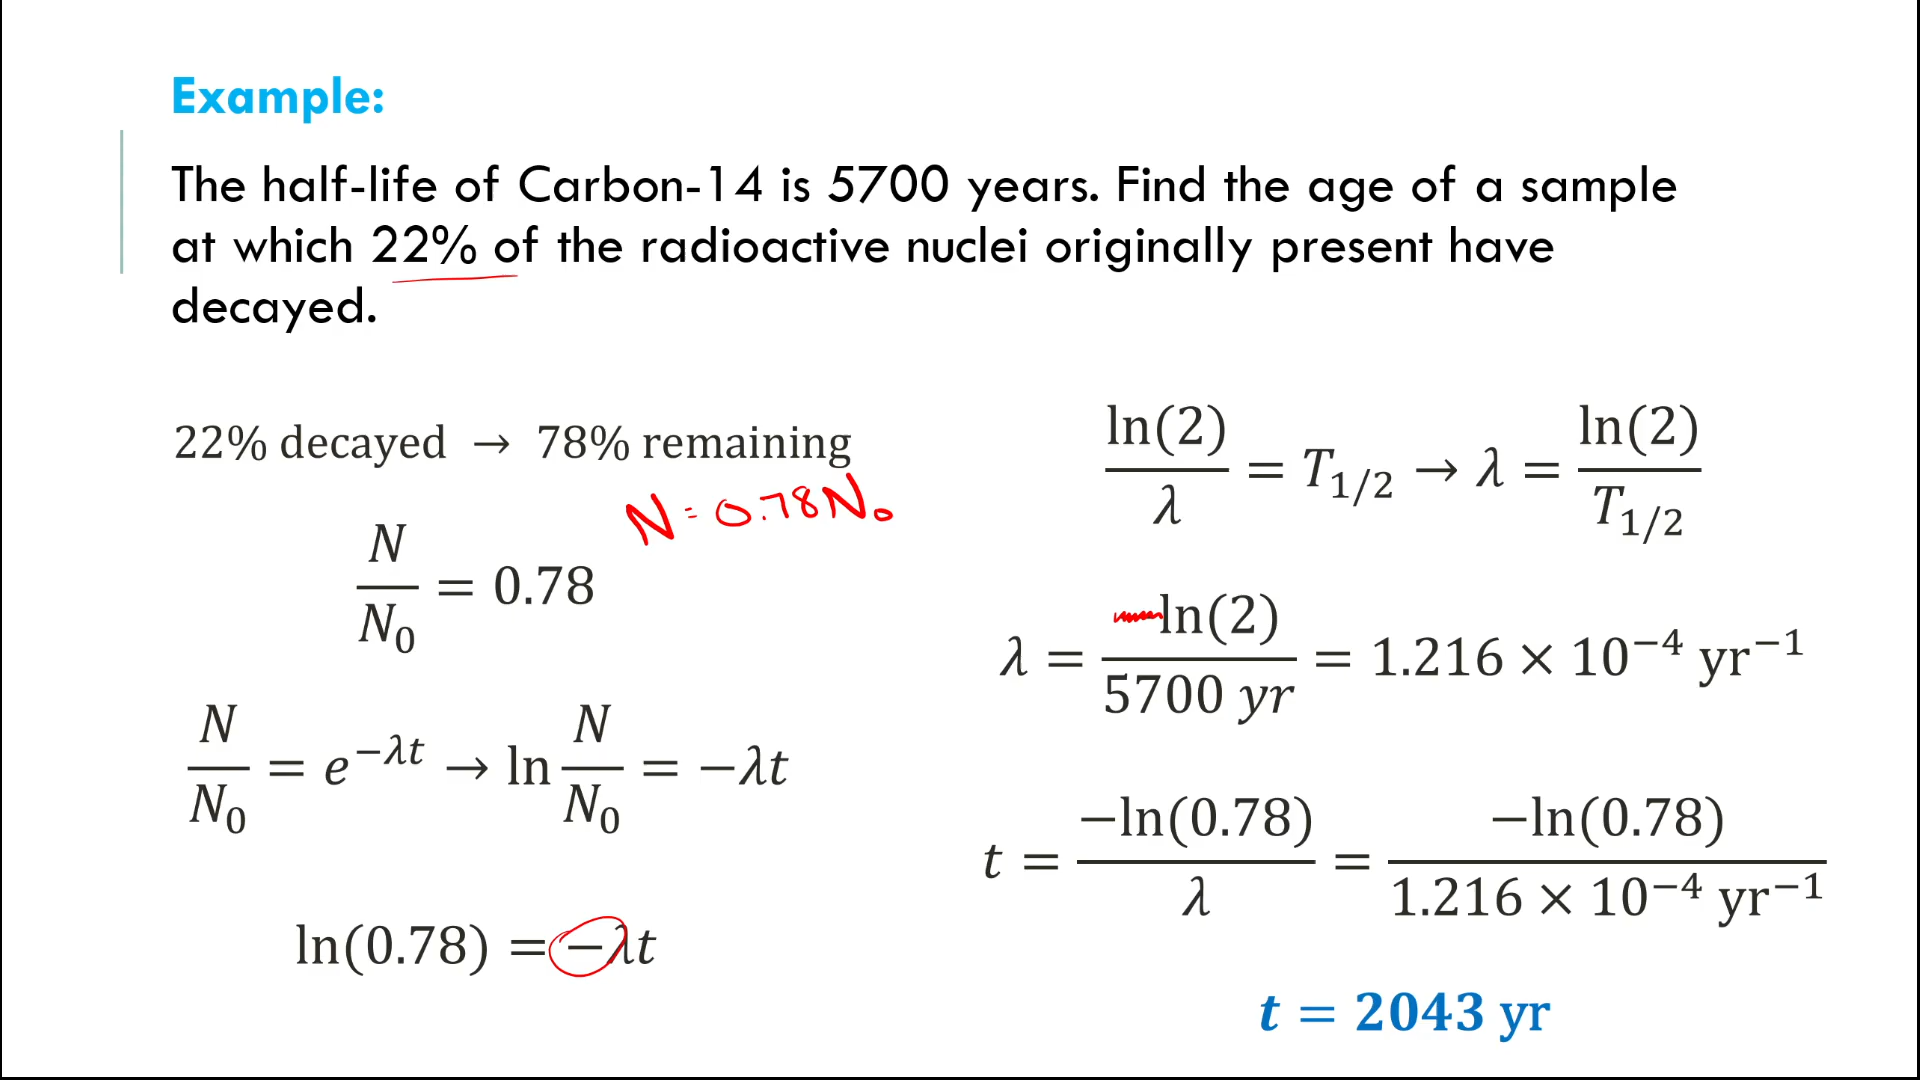 Example:
The half-life of Carbon-14 is 5700 years. Find the age of a sample
at which 22% of the radioactive nuclei originally present have
decayed.
22% decayed → 78% remaining
N = 0.78N₀
N/N₀ = 0.78
N/N₀ = e^(−λt) → ln N/N₀ = −λt
ln(0.78) = −λt
ln(2)/λ = T₁/₂ → λ = ln(2)/T₁/₂
λ = ln(2)/5700 yr = 1.216 × 10⁻⁴ yr⁻¹
t = −ln(0.78)/λ = −ln(0.78)/1.216 × 10⁻⁴ yr⁻¹
t = 2043 yr